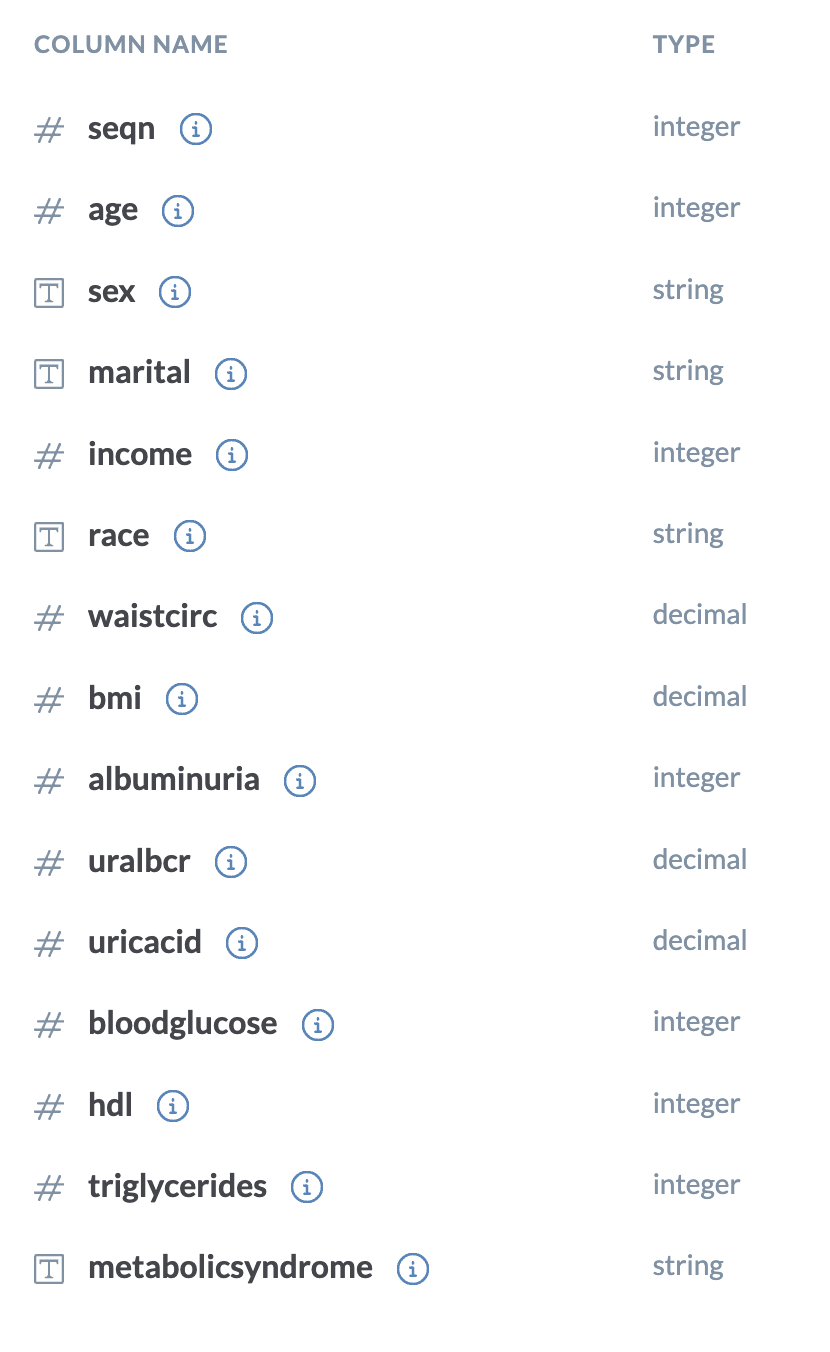 COLUMN NAME TYPE
# seqn i integer
# age i integer
T sex i string
T marital i string
# income i integer
T race i string
# waistcirc i decimal
# bmi i decimal
# albuminuria i integer
# uralbcr i decimal
# uricacid i decimal
# bloodglucose i integer
# hdl i integer
# triglycerides i integer
T metabolicsyndrome i string